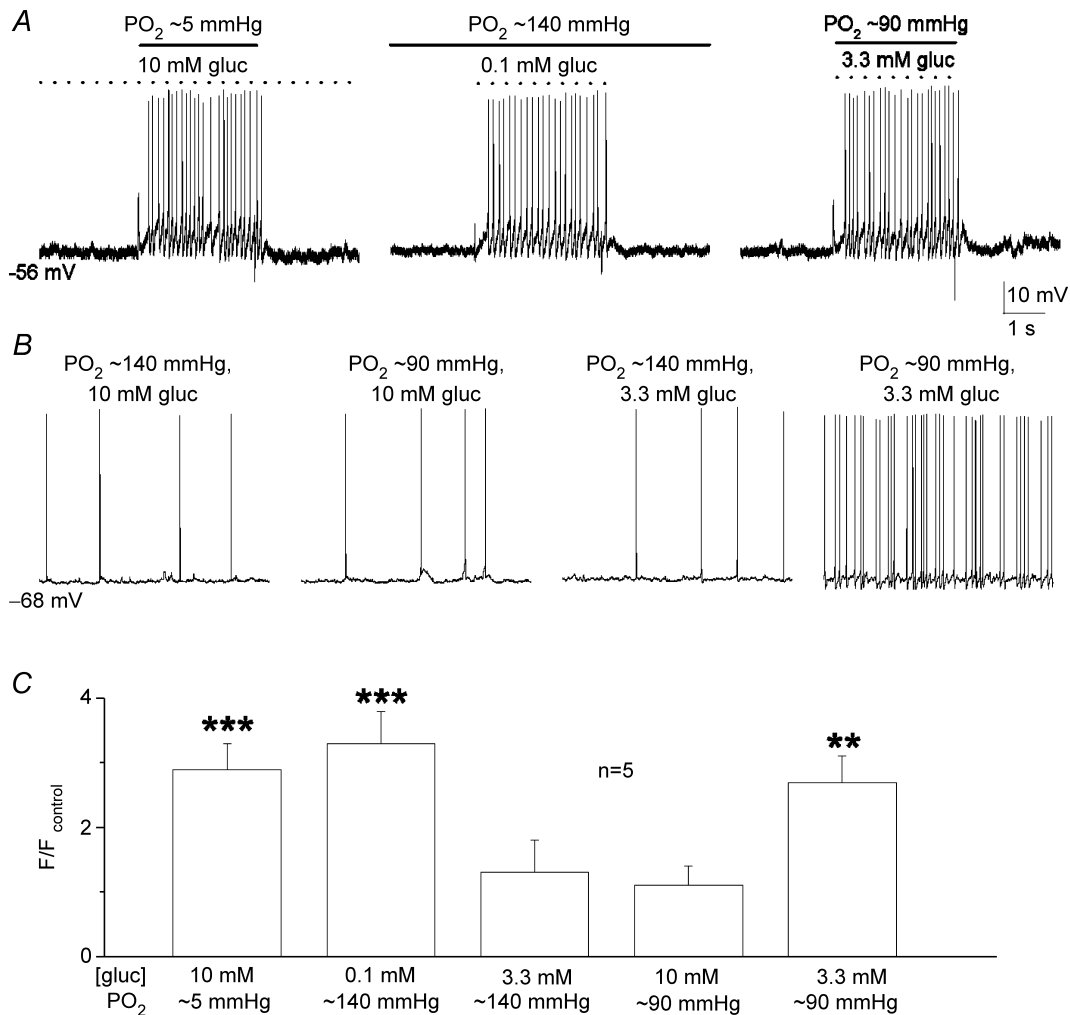 A
PO2 ~5 mmHg
10 mM gluc
PO2 ~140 mmHg
0.1 mM gluc
PO2 ~90 mmHg
3.3 mM gluc
-56 mV
10 mV
1 s
B
PO2 ~140 mmHg,
10 mM gluc
PO2 ~90 mmHg,
10 mM gluc
PO2 ~140 mmHg,
3.3 mM gluc
PO2 ~90 mmHg,
3.3 mM gluc
–68 mV
C
4
2
0
F/F control
***
***
n=5
**
[gluc] 10 mM 0.1 mM 3.3 mM 10 mM 3.3 mM
PO2 ~5 mmHg ~140 mmHg ~140 mmHg ~90 mmHg ~90 mmHg